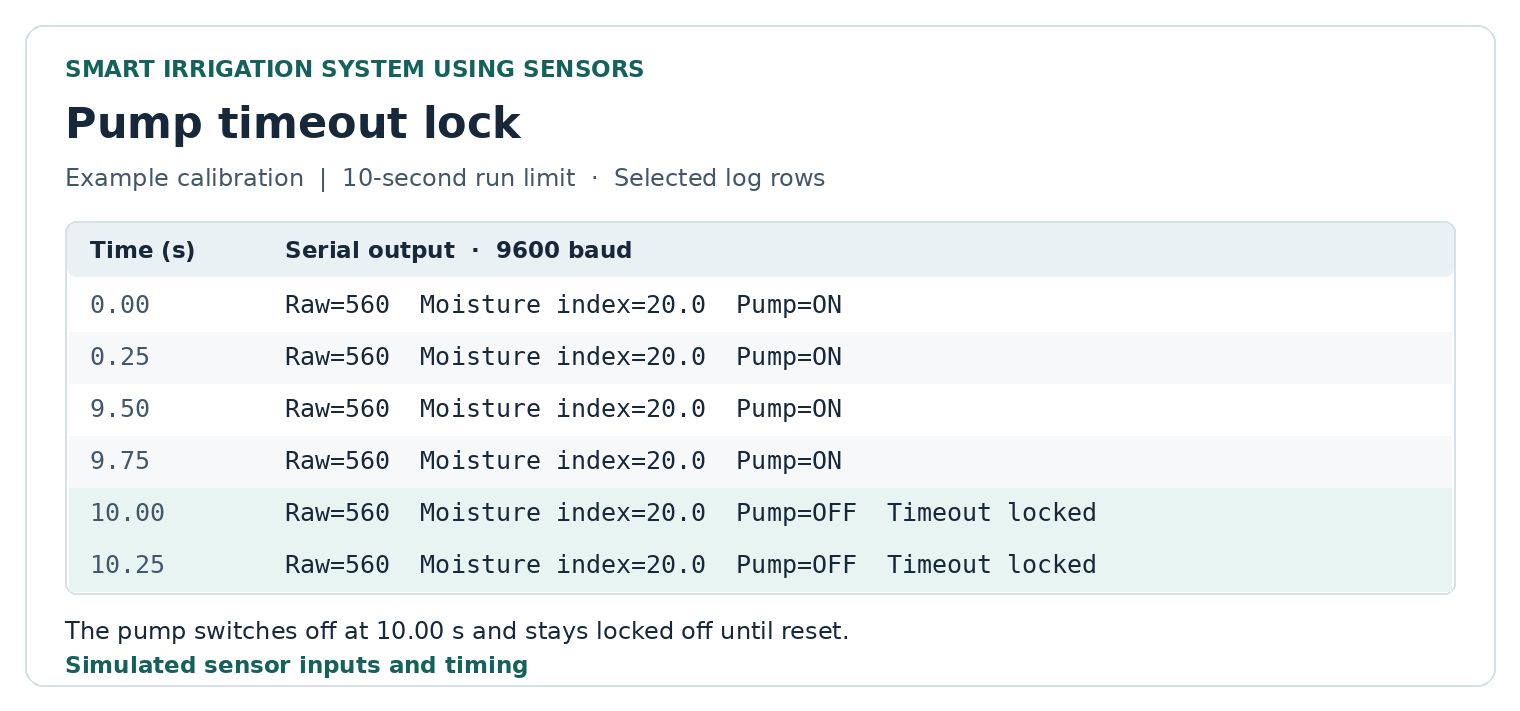 SMART IRRIGATION SYSTEM USING SENSORS
Pump timeout lock
Example calibration | 10-second run limit · Selected log rows
Time (s) Serial output · 9600 baud
0.00 Raw=560 Moisture index=20.0 Pump=ON
0.25 Raw=560 Moisture index=20.0 Pump=ON
9.50 Raw=560 Moisture index=20.0 Pump=ON
9.75 Raw=560 Moisture index=20.0 Pump=ON
10.00 Raw=560 Moisture index=20.0 Pump=OFF Timeout locked
10.25 Raw=560 Moisture index=20.0 Pump=OFF Timeout locked
The pump switches off at 10.00 s and stays locked off until reset.
Simulated sensor inputs and timing